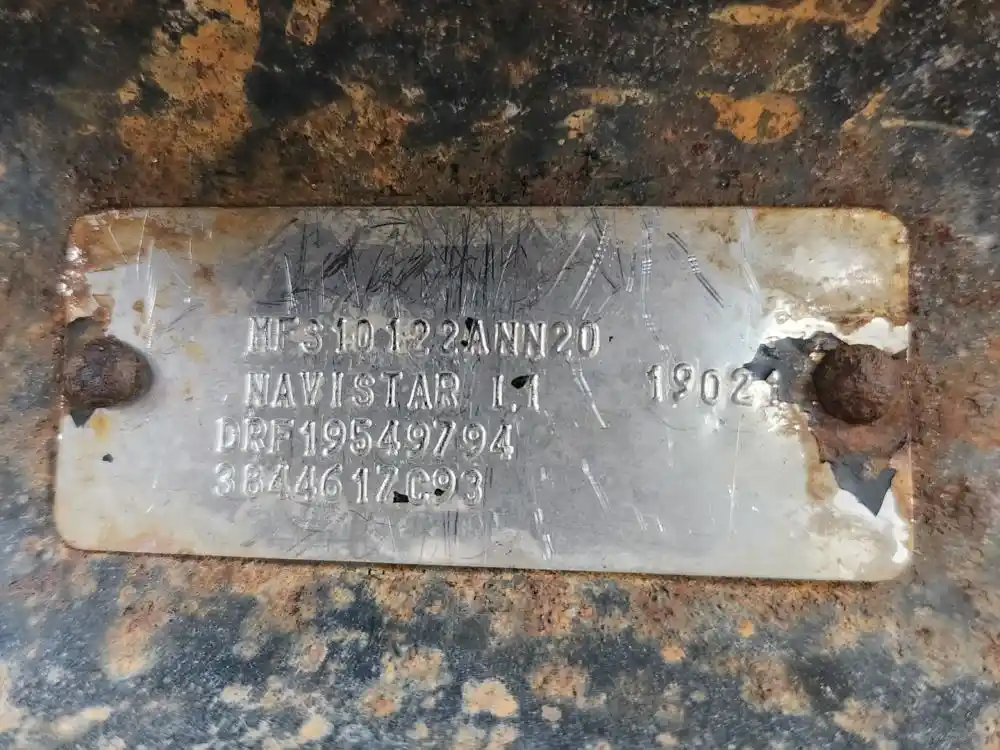 MFS10122ANN20
NAVISTAR I.1 1902
DRF19549794
3844617C93